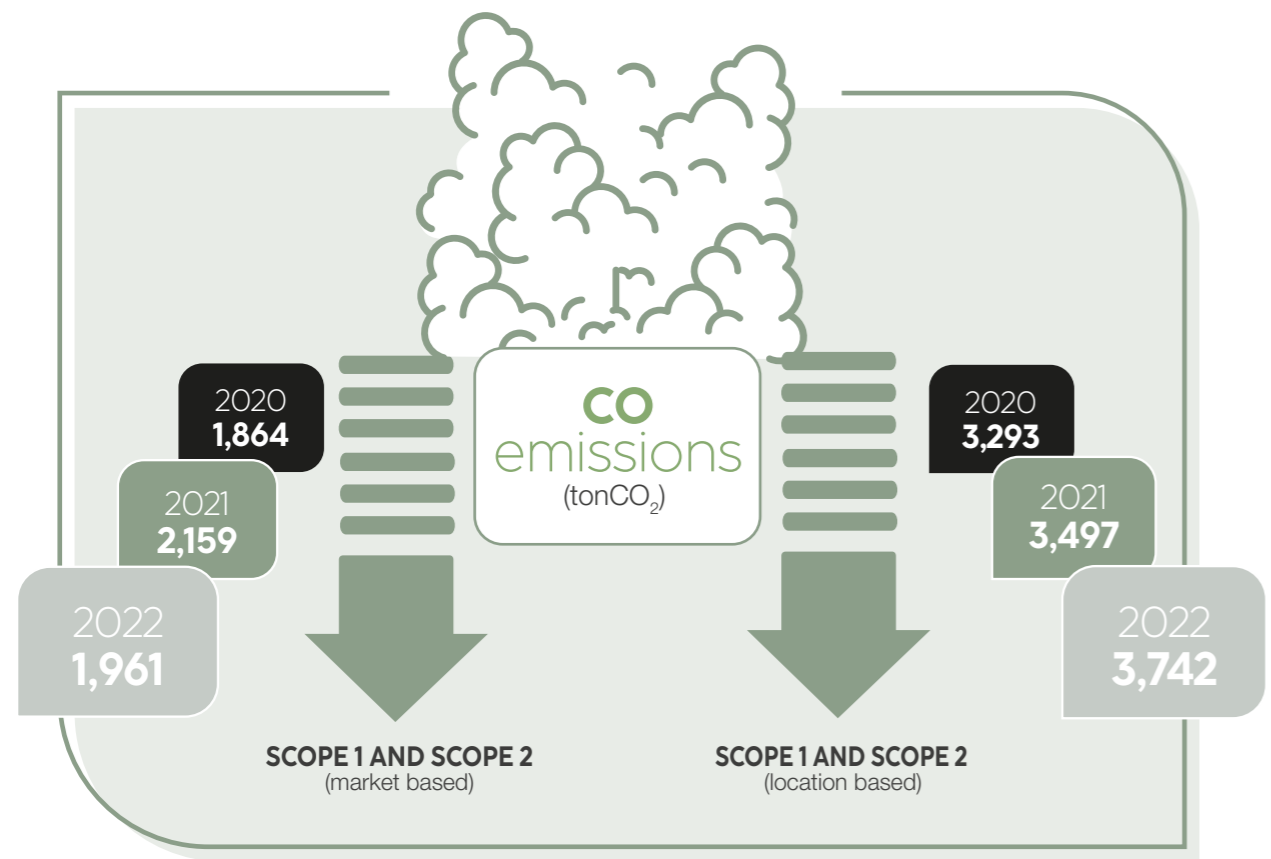 CO
emissions
(tonCO₂)
2020
1,864
2021
2,159
2022
1,961
SCOPE 1 AND SCOPE 2
(market based)
2020
3,293
2021
3,497
2022
3,742
SCOPE 1 AND SCOPE 2
(location based)